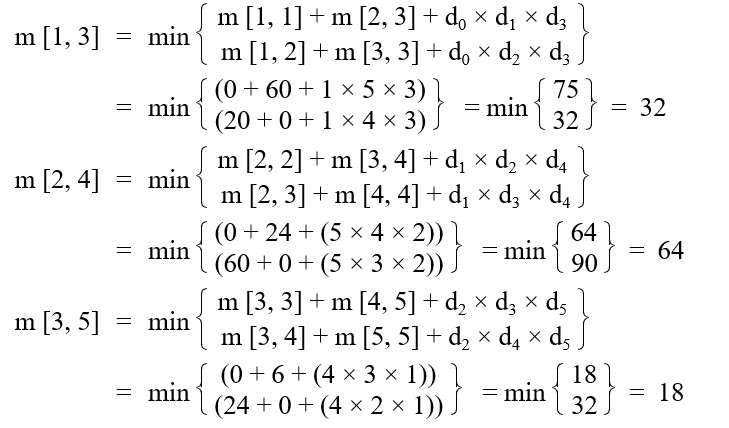 m [1, 3] = min { m [1, 1] + m [2, 3] + d₀ × d₁ × d₃
m [1, 2] + m [3, 3] + d₀ × d₂ × d₃ }
= min { (0 + 60 + 1 × 5 × 3)
(20 + 0 + 1 × 4 × 3) } = min { 75
32 } = 32
m [2, 4] = min { m [2, 2] + m [3, 4] + d₁ × d₂ × d₄
m [2, 3] + m [4, 4] + d₁ × d₃ × d₄ }
= min { (0 + 24 + (5 × 4 × 2))
(60 + 0 + (5 × 3 × 2)) } = min { 64
90 } = 64
m [3, 5] = min { m [3, 3] + m [4, 5] + d₂ × d₃ × d₅
m [3, 4] + m [5, 5] + d₂ × d₄ × d₅ }
= min { (0 + 6 + (4 × 3 × 1))
(24 + 0 + (4 × 2 × 1)) } = min { 18
32 } = 18